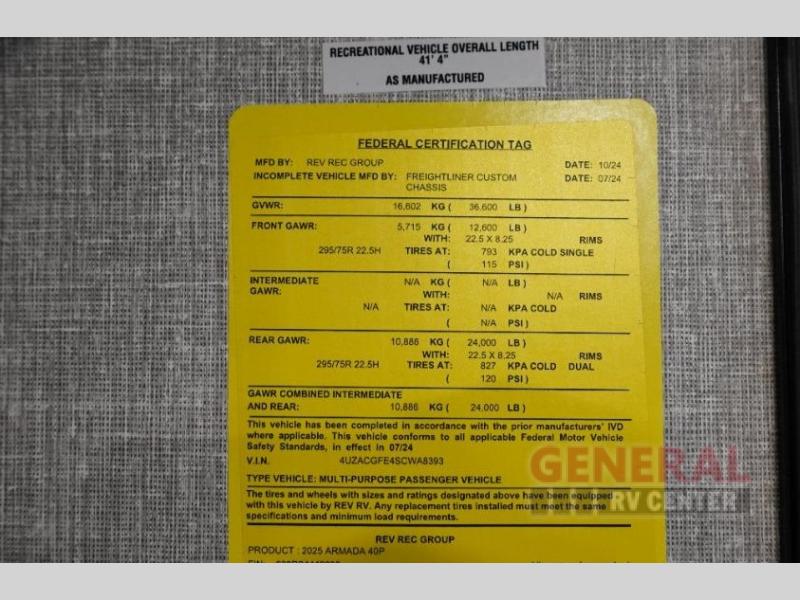 RECREATIONAL VEHICLE OVERALL LENGTH
41' 4"
AS MANUFACTURED
FEDERAL CERTIFICATION TAG
MFD BY: REV REC GROUP DATE: 10/24
INCOMPLETE VEHICLE MFD BY: FREIGHTLINER CUSTOM DATE: 07/24
CHASSIS
GVWR: 16,602 KG ( 36,600 LB )
FRONT GAWR: 5,715 KG ( 12,600 LB )
WITH: 22.5 X 8.25 RIMS
295/75R 22.5H TIRES AT: 793 KPA COLD SINGLE
( 115 PSI )
INTERMEDIATE N/A KG ( N/A LB )
GAWR: WITH: N/A RIMS
N/A TIRES AT: N/A KPA COLD
( N/A PSI )
REAR GAWR: 10,886 KG ( 24,000 LB )
WITH: 22.5 X 8.25 RIMS
295/75R 22.5H TIRES AT: 827 KPA COLD DUAL
( 120 PSI )
GAWR COMBINED INTERMEDIATE
AND REAR: 10,886 KG ( 24,000 LB )
This vehicle has been completed in accordance with the prior manufacturers' IVD
where applicable. This vehicle conforms to all applicable Federal Motor Vehicle
Safety Standards, in effect in 07/24
V.I.N. 4UZACGFE4SCWA8393
TYPE VEHICLE: MULTI-PURPOSE PASSENGER VEHICLE
The tires and wheels with sizes and ratings designated above have been equipped
with this vehicle by REV RV. Any replacement tires installed must meet the same
specifications and minimum load requirements.
GENERAL
RV CENTER
REV REC GROUP
PRODUCT : 2025 ARMADA 40P